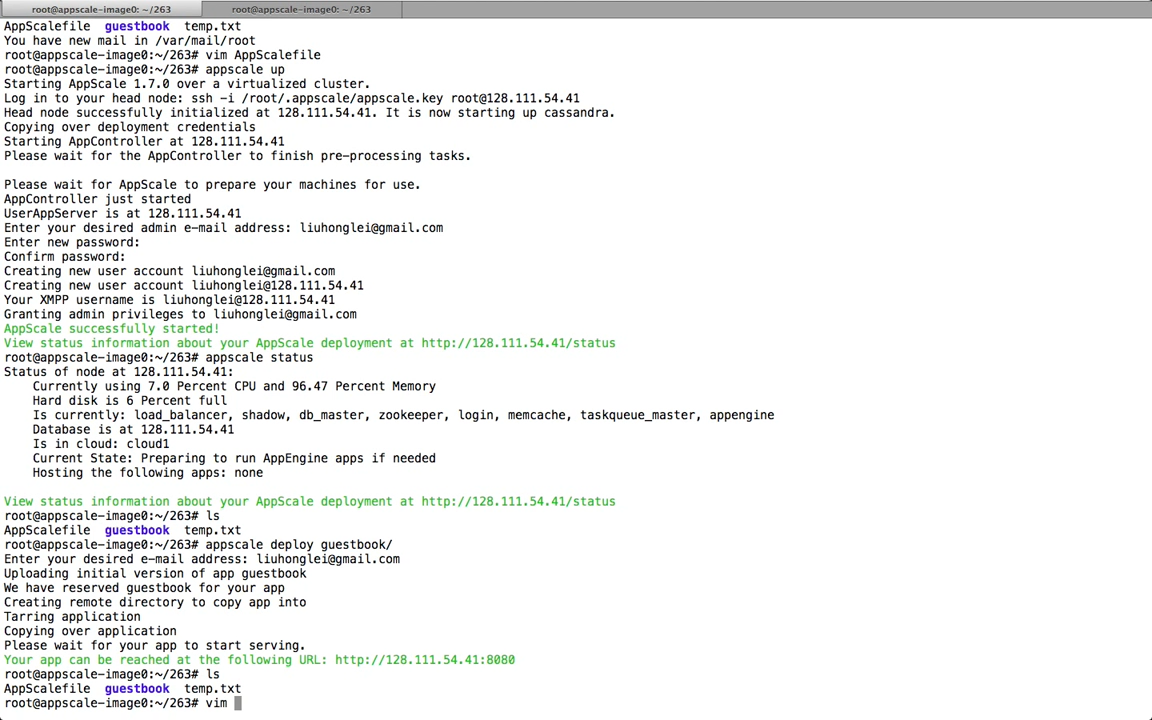 root@appscale-image0: ~/263
root@appscale-image0: ~/263
AppScalefile guestbook temp.txt
You have new mail in /var/mail/root
root@appscale-image0:~/263# vim AppScalefile
root@appscale-image0:~/263# appscale up
Starting AppScale 1.7.0 over a virtualized cluster.
Log in to your head node: ssh -i /root/.appscale/appscale.key root@128.111.54.41
Head node successfully initialized at 128.111.54.41. It is now starting up cassandra.
Copying over deployment credentials
Starting AppController at 128.111.54.41
Please wait for the AppController to finish pre-processing tasks.
Please wait for AppScale to prepare your machines for use.
AppController just started
UserAppServer is at 128.111.54.41
Enter your desired admin e-mail address: liuhonglei@gmail.com
Enter new password:
Confirm password:
Creating new user account liuhonglei@gmail.com
Creating new user account liuhonglei@128.111.54.41
Your XMPP username is liuhonglei@128.111.54.41
Granting admin privileges to liuhonglei@gmail.com
AppScale successfully started!
View status information about your AppScale deployment at http://128.111.54.41/status
root@appscale-image0:~/263# appscale status
Status of node at 128.111.54.41:
Currently using 7.0 Percent CPU and 96.47 Percent Memory
Hard disk is 6 Percent full
Is currently: load_balancer, shadow, db_master, zookeeper, login, memcache, taskqueue_master, appengine
Database is at 128.111.54.41
Is in cloud: cloud1
Current State: Preparing to run AppEngine apps if needed
Hosting the following apps: none
View status information about your AppScale deployment at http://128.111.54.41/status
root@appscale-image0:~/263# ls
AppScalefile guestbook temp.txt
root@appscale-image0:~/263# appscale deploy guestbook/
Enter your desired e-mail address: liuhonglei@gmail.com
Uploading initial version of app guestbook
We have reserved guestbook for your app
Creating remote directory to copy app into
Tarring application
Copying over application
Please wait for your app to start serving.
Your app can be reached at the following URL: http://128.111.54.41:8080
root@appscale-image0:~/263# ls
AppScalefile guestbook temp.txt
root@appscale-image0:~/263# vim